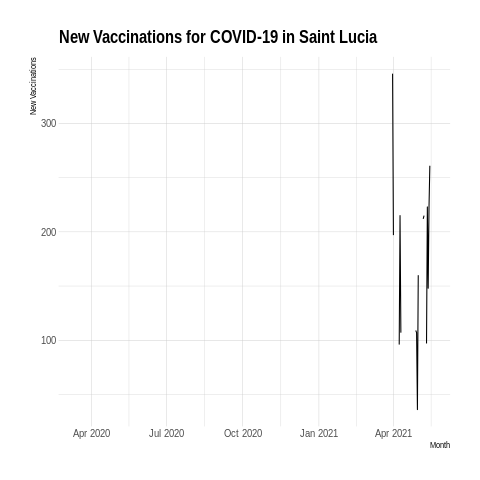 New Vaccinations for COVID-19 in Saint Lucia
New Vaccinations
300
200
100
Apr 2020 Jul 2020 Oct 2020 Jan 2021 Apr 2021
Month